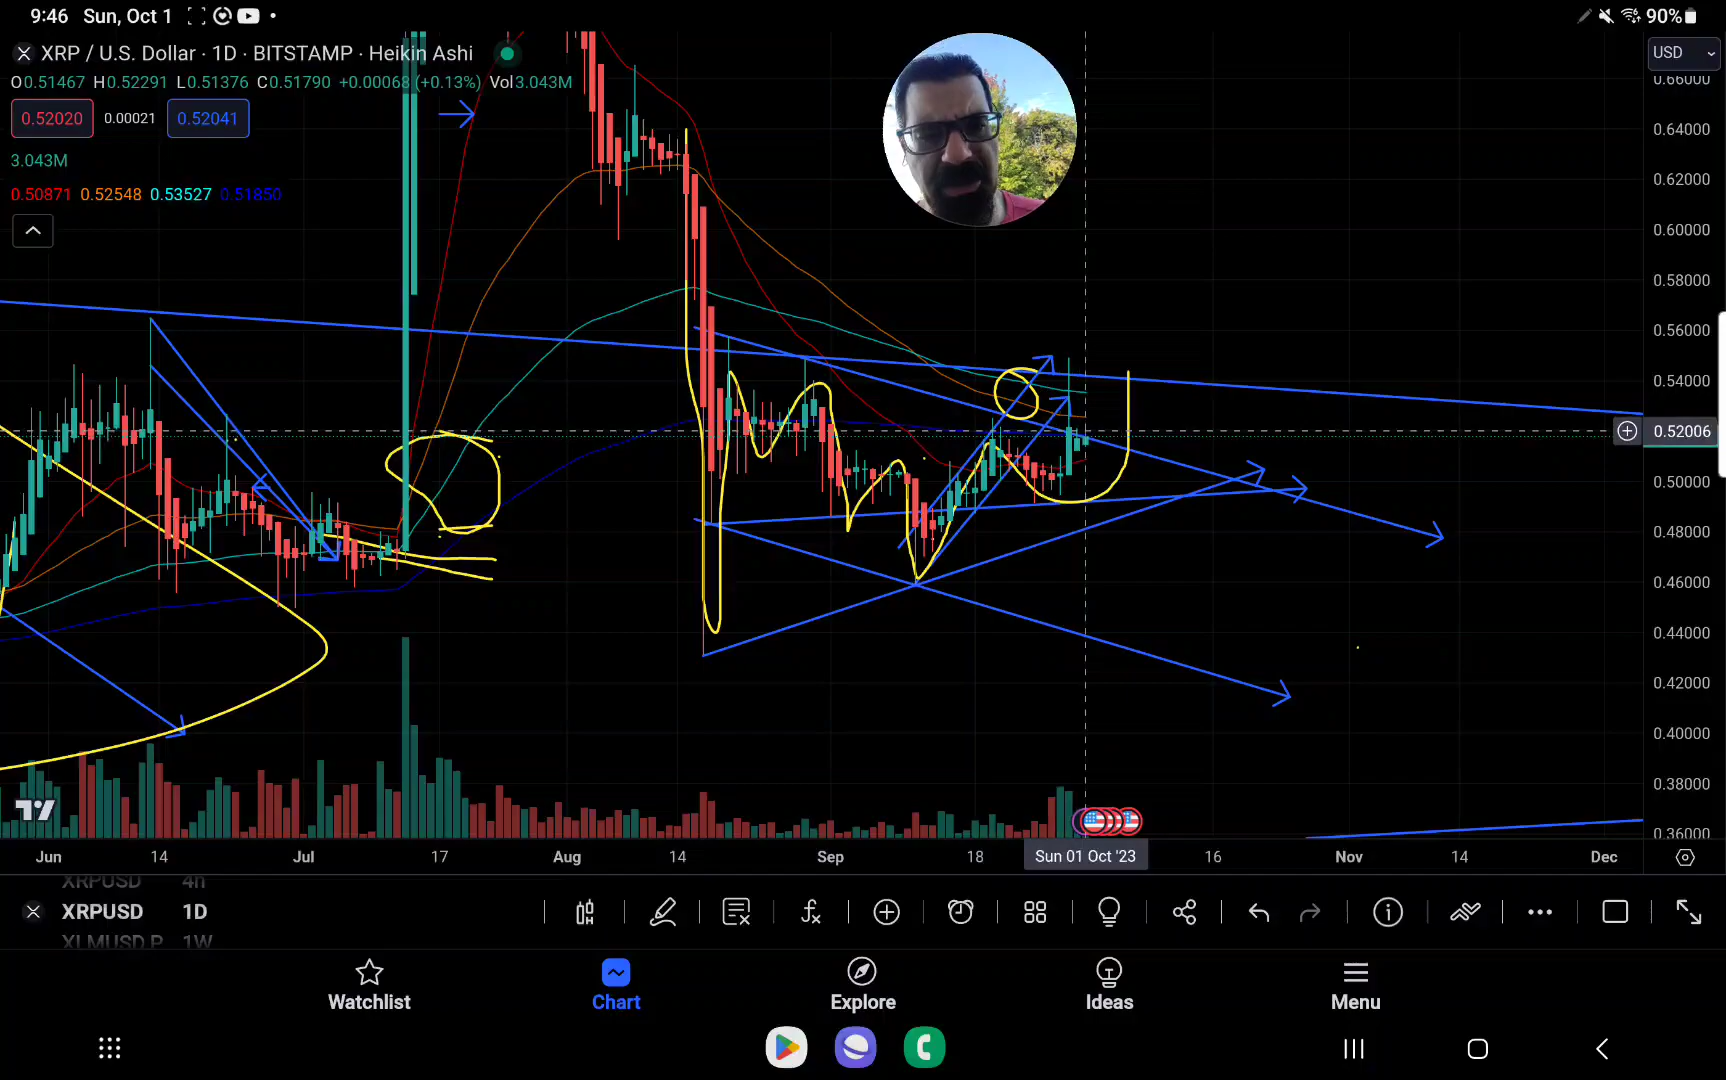 9:46 Sun, Oct 1
90%
XRP / U.S. Dollar · 1D · BITSTAMP · Heikin Ashi
O0.51467 H0.52291 L0.51376 C0.51790 +0.00068 (+0.13%) Vol3.043M
0.52020 0.00021 0.52041
3.043M
0.50871 0.52548 0.53527 0.51850
USD
0.66000
0.64000
0.62000
0.60000
0.58000
0.56000
0.54000
0.52006
0.50000
0.48000
0.46000
0.44000
0.42000
0.40000
0.38000
0.36000
Jun 14 Jul 17 Aug 14 Sep 18 Sun 01 Oct '23 16 Nov 14 Dec
XRPUSD 4h
XRPUSD 1D
XLMUSD.P 1W
Watchlist Chart Explore Ideas Menu